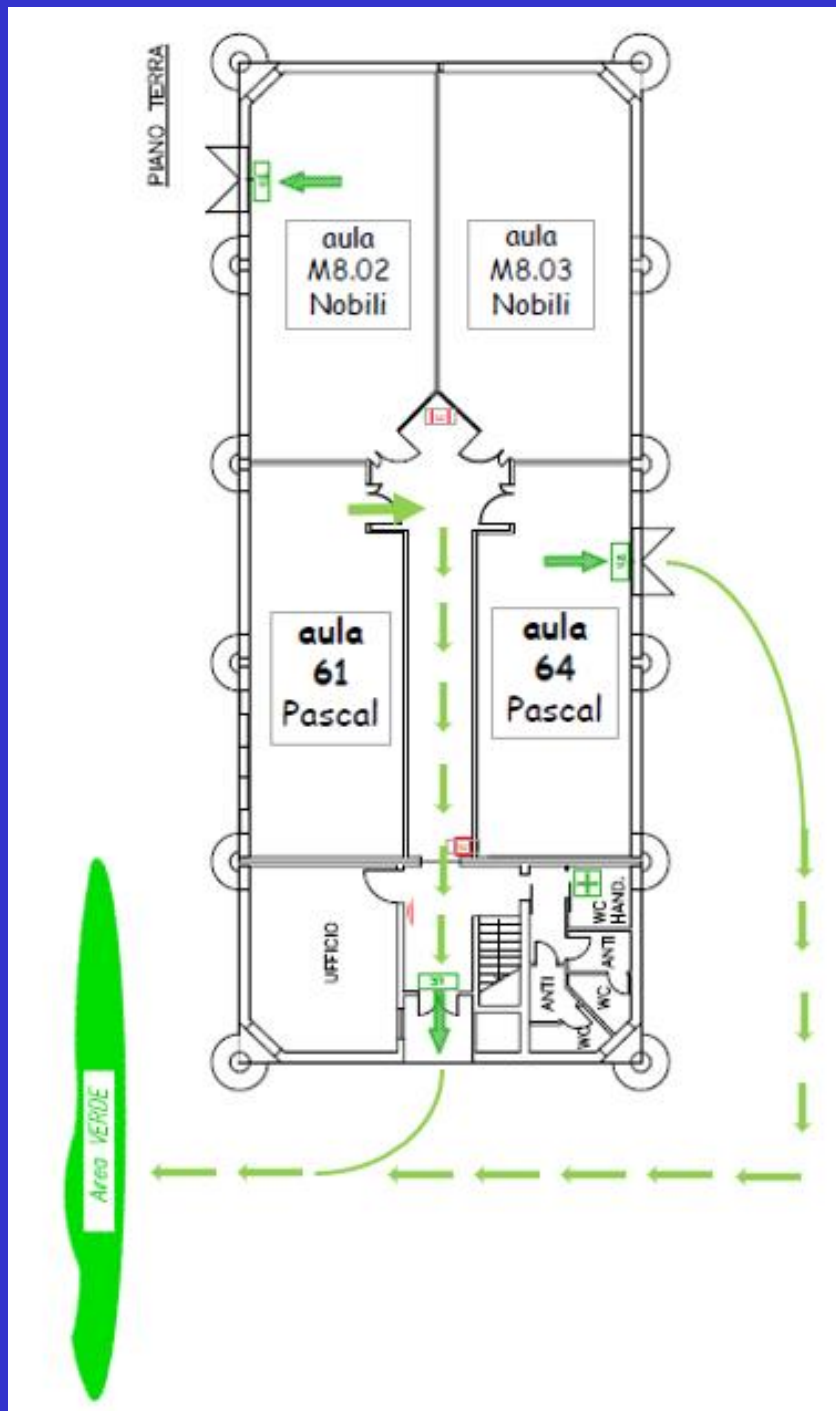 PIANO TERRA
aula
M8.02
Nobili
aula
M8.03
Nobili
aula
61
Pascal
aula
64
Pascal
UFFICIO
WC
HAND.
ANTI
ANTI
WC
WC
Area VERDE